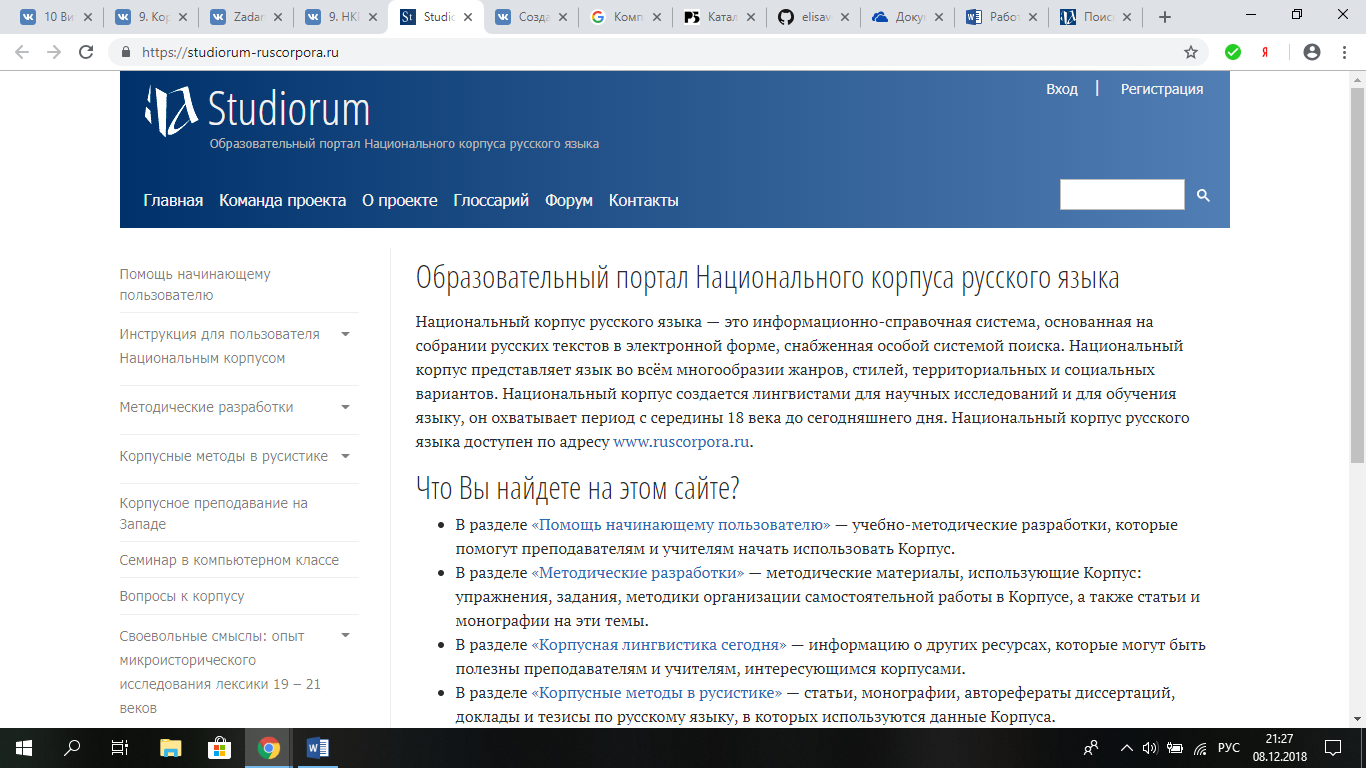 10 Ви
9. Кор
Zadan
9. НКР
Studio
Созда
Комп
Катал
elisav
Докум
Работ
Поис
https://studiorum-ruscorpora.ru
Вход | Регистрация
Studiorum
Образовательный портал Национального корпуса русского языка
Главная Команда проекта О проекте Глоссарий Форум Контакты
Помощь начинающему
пользователю
Инструкция для пользователя
Национальным корпусом
Методические разработки
Корпусные методы в русистике
Корпусное преподавание на
Западе
Семинар в компьютерном классе
Вопросы к корпусу
Своевольные смыслы: опыт
микроисторического
исследования лексики 19 – 21
веков
Образовательный портал Национального корпуса русского языка
Национальный корпус русского языка — это информационно-справочная система, основанная на
собрании русских текстов в электронной форме, снабженная особой системой поиска. Национальный
корпус представляет язык во всём многообразии жанров, стилей, территориальных и социальных
вариантов. Национальный корпус создается лингвистами для научных исследований и для обучения
языку, он охватывает период с середины 18 века до сегодняшнего дня. Национальный корпус русского
языка доступен по адресу www.ruscorpora.ru.
Что Вы найдете на этом сайте?
В разделе «Помощь начинающему пользователю» — учебно-методические разработки, которые
помогут преподавателям и учителям начать использовать Корпус.
В разделе «Методические разработки» — методические материалы, использующие Корпус:
упражнения, задания, методики организации самостоятельной работы в Корпусе, а также статьи и
монографии на эти темы.
В разделе «Корпусная лингвистика сегодня» — информацию о других ресурсах, которые могут быть
полезны преподавателям и учителям, интересующимся корпусами.
В разделе «Корпусные методы в русистике» — статьи, монографии, авторефераты диссертаций,
доклады и тезисы по русскому языку, в которых используются данные Корпуса.
РУС
21:27
08.12.2018